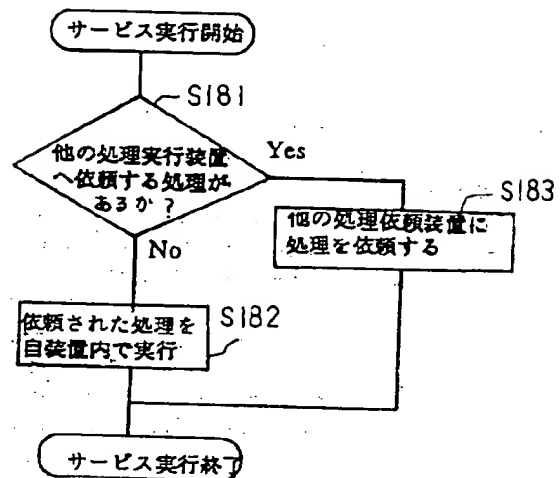 サービス実行開始
S181
他の処理実行装置
へ依頼する処理が
あるか？
Yes
S183
他の処理依頼装置に
処理を依頼する
No
依頼された処理を
自装置内で実行
S182
サービス実行終了